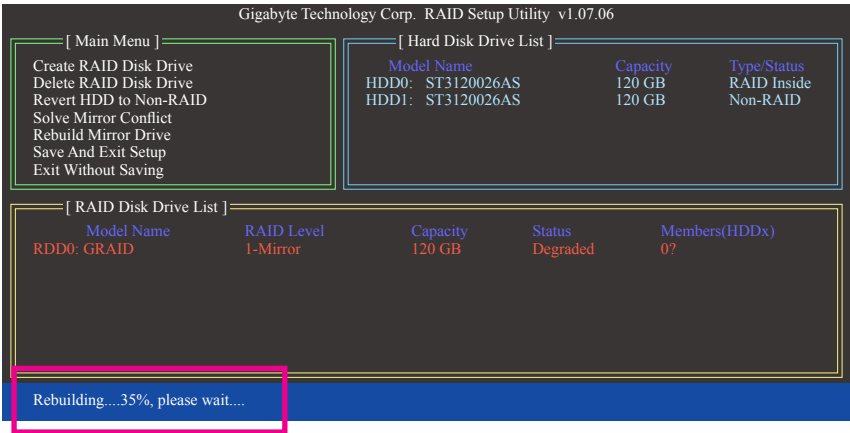 Gigabyte Technology Corp. RAID Setup Utility v1.07.06
[ Main Menu ]
Create RAID Disk Drive
Delete RAID Disk Drive
Revert HDD to Non-RAID
Solve Mirror Conflict
Rebuild Mirror Drive
Save And Exit Setup
Exit Without Saving
[ Hard Disk Drive List ]
Model Name Capacity Type/Status
HDD0: ST3120026AS 120 GB RAID Inside
HDD1: ST3120026AS 120 GB Non-RAID
[ RAID Disk Drive List ]
Model Name RAID Level Capacity Status Members(HDDx)
RDD0: GRAID 1-Mirror 120 GB Degraded 0?
Rebuilding....35%, please wait....